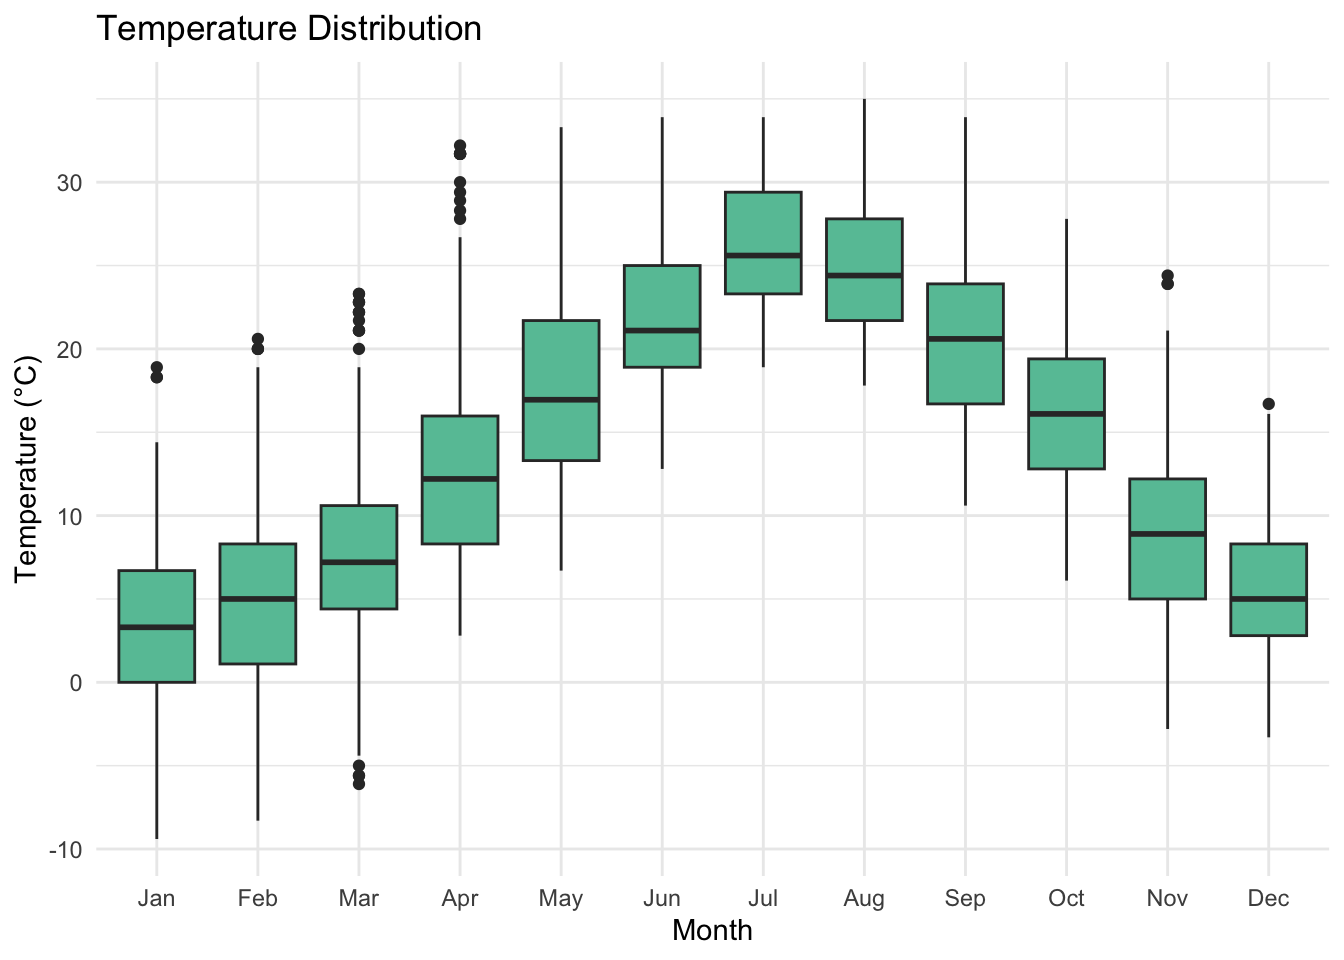 Temperature Distribution
Temperature (°C)
30
20
10
0
-10
Jan Feb Mar Apr May Jun Jul Aug Sep Oct Nov Dec
Month